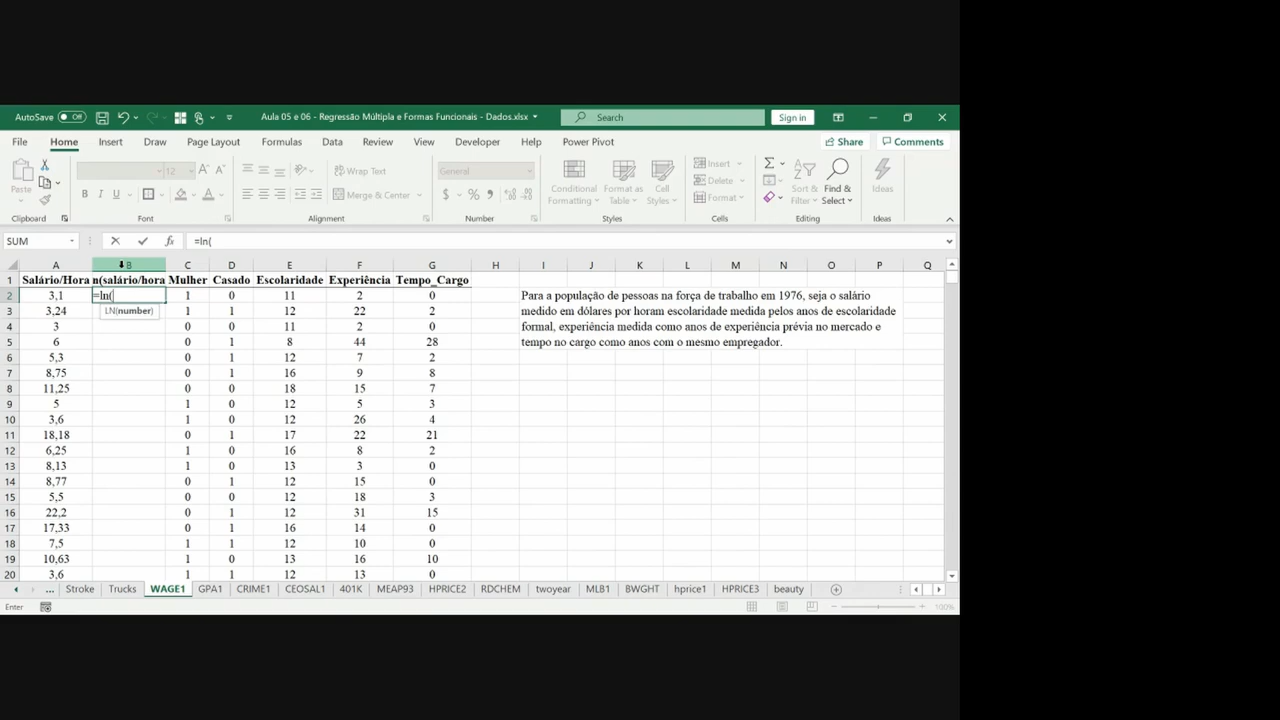 AutoSave Off Aula 05 e 06 - Regressão Múltipla e Formas Funcionais - Dados.xlsx Search Sign in
File Home Insert Draw Page Layout Formulas Data Review View Developer Help Power Pivot Share Comments
Paste 12 A A Wrap Text General Conditional Formatting Format as Table Cell Styles Insert Sort & Filter Find & Select Ideas
B I U A Merge & Center $ % Delete
Format
Clipboard Font Alignment Number Styles Cells Editing Ideas
SUM fx =ln(
A B C D E F G H I J K L M N O P Q
1 Salário/Hora n(salário/hora Mulher Casado Escolaridade Experiência Tempo_Cargo
2 3,1 =ln( 1 0 11 2 0 Para a população de pessoas na força de trabalho em 1976, seja o salário
3 3,24 LN(number) 1 1 12 22 2 medido em dólares por horam escolaridade medida pelos anos de escolaridade
4 3 0 0 11 2 0 formal, experiência medida como anos de experiência prévia no mercado e
5 6 0 1 8 44 28 tempo no cargo como anos com o mesmo empregador.
6 5,3 0 1 12 7 2
7 8,75 0 1 16 9 8
8 11,25 0 0 18 15 7
9 5 1 0 12 5 3
10 3,6 1 0 12 26 4
11 18,18 0 1 17 22 21
12 6,25 1 0 16 8 2
13 8,13 1 0 13 3 0
14 8,77 0 1 12 15 0
15 5,5 0 0 12 18 3
16 22,2 0 1 12 31 15
17 17,33 0 1 16 14 0
18 7,5 1 1 12 10 0
19 10,63 1 0 13 16 10
20 3,6 1 1 12 13 0
... Stroke Trucks WAGE1 GPA1 CRIME1 CEOSAL1 401K MEAP93 HPRICE2 RDCHEM twoyear MLB1 BWGHT hprice1 HPRICE3 beauty
Enter 100%